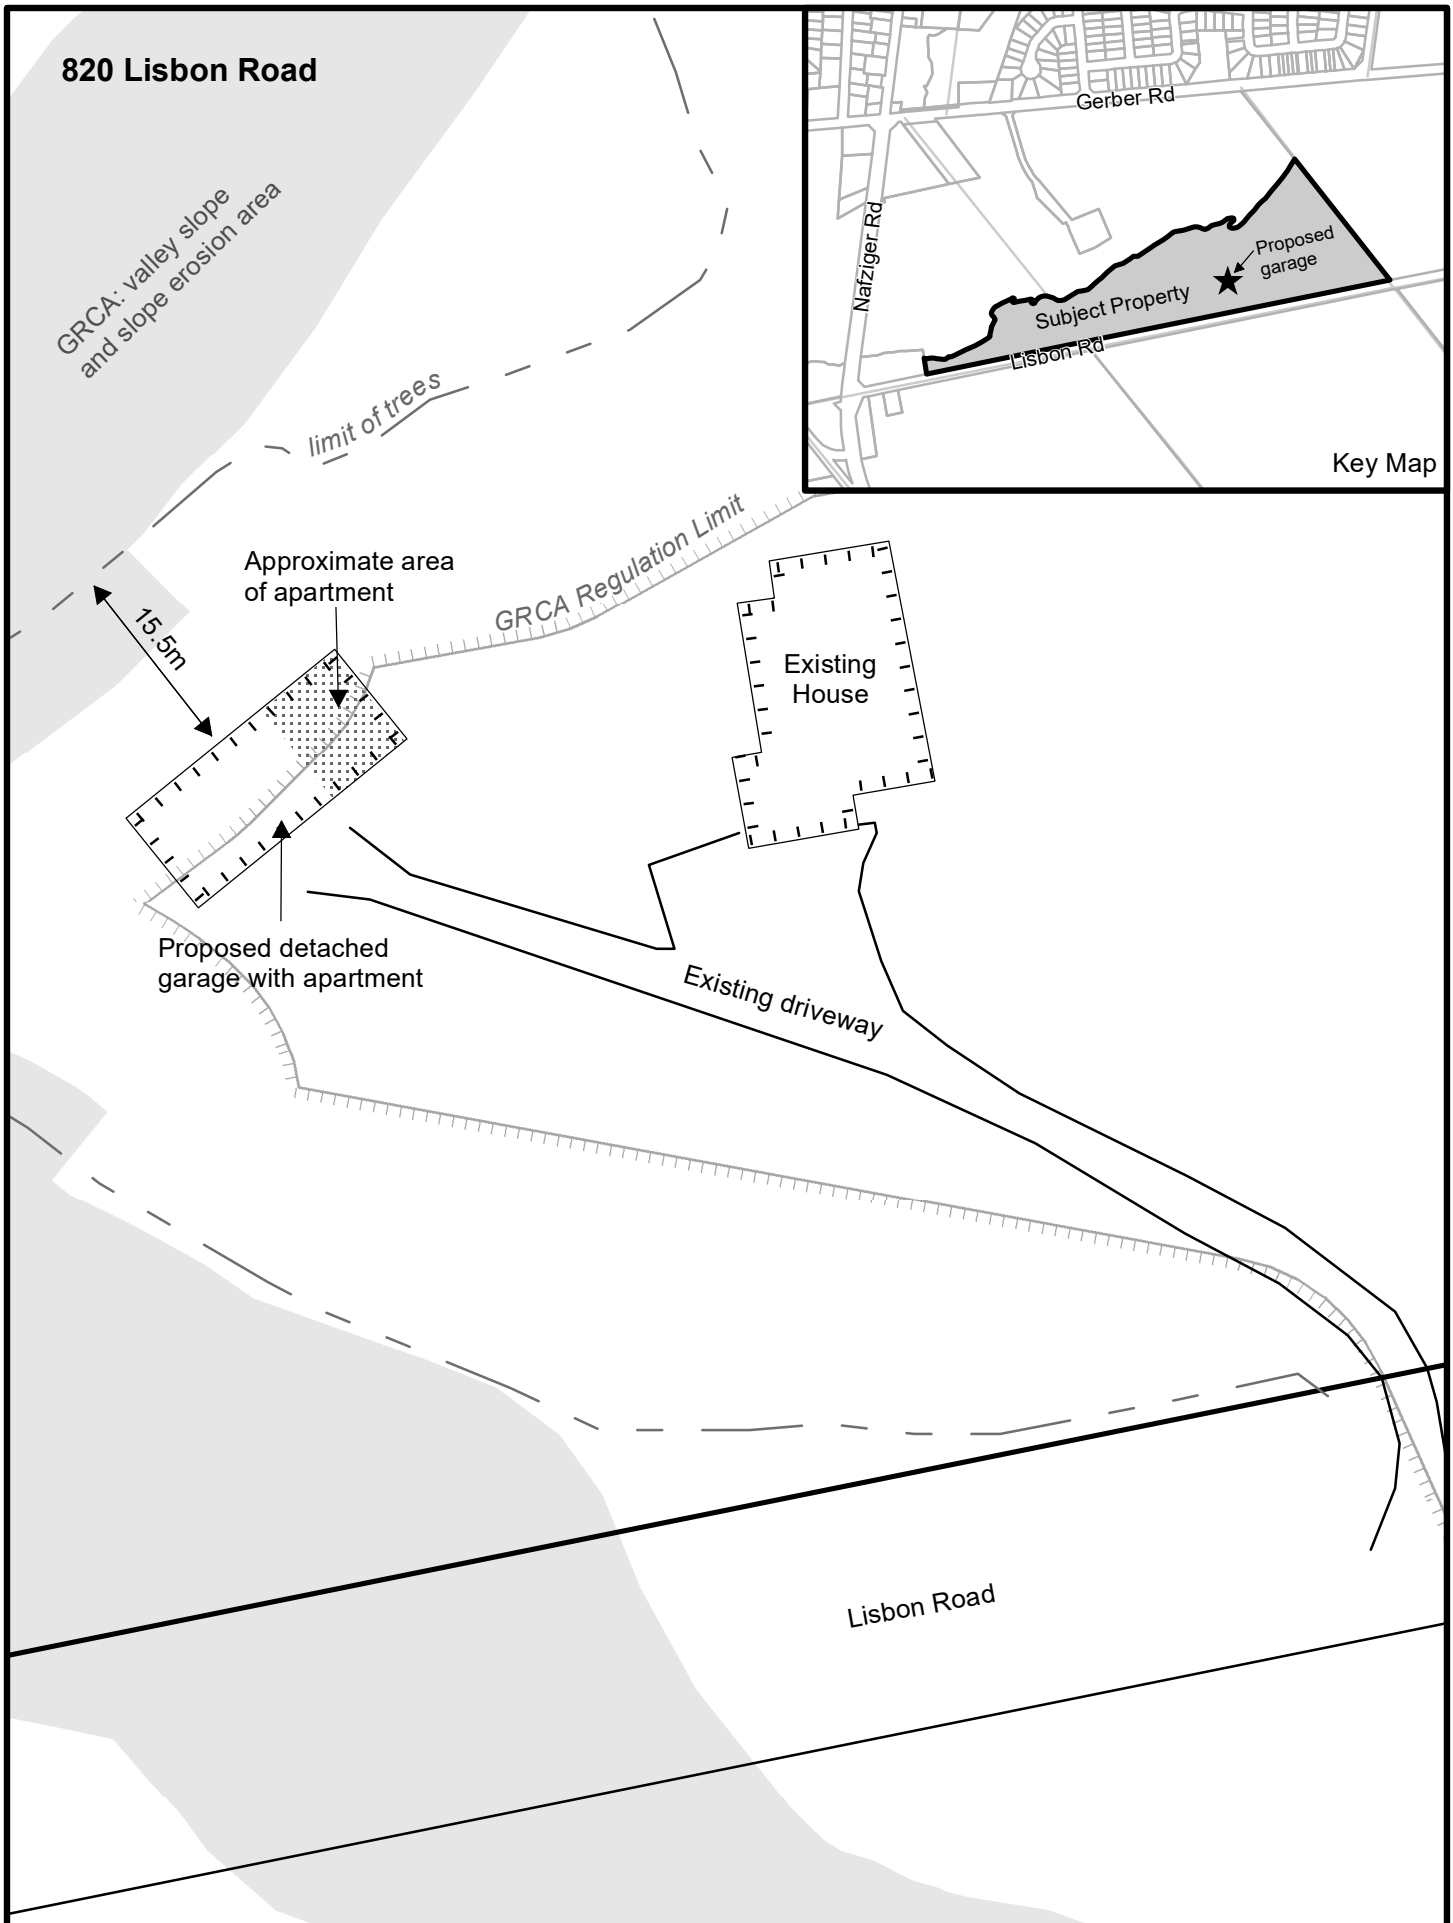 820 Lisbon Road
Gerber Rd
Nafziger Rd
Proposed
garage
Subject Property
Lisbon Rd
Key Map
GRCA: valley slope
and slope erosion area
limit of trees
GRCA Regulation Limit
Approximate area
of apartment
15.5m
Existing
House
Proposed detached
garage with apartment
Existing driveway
Lisbon Road